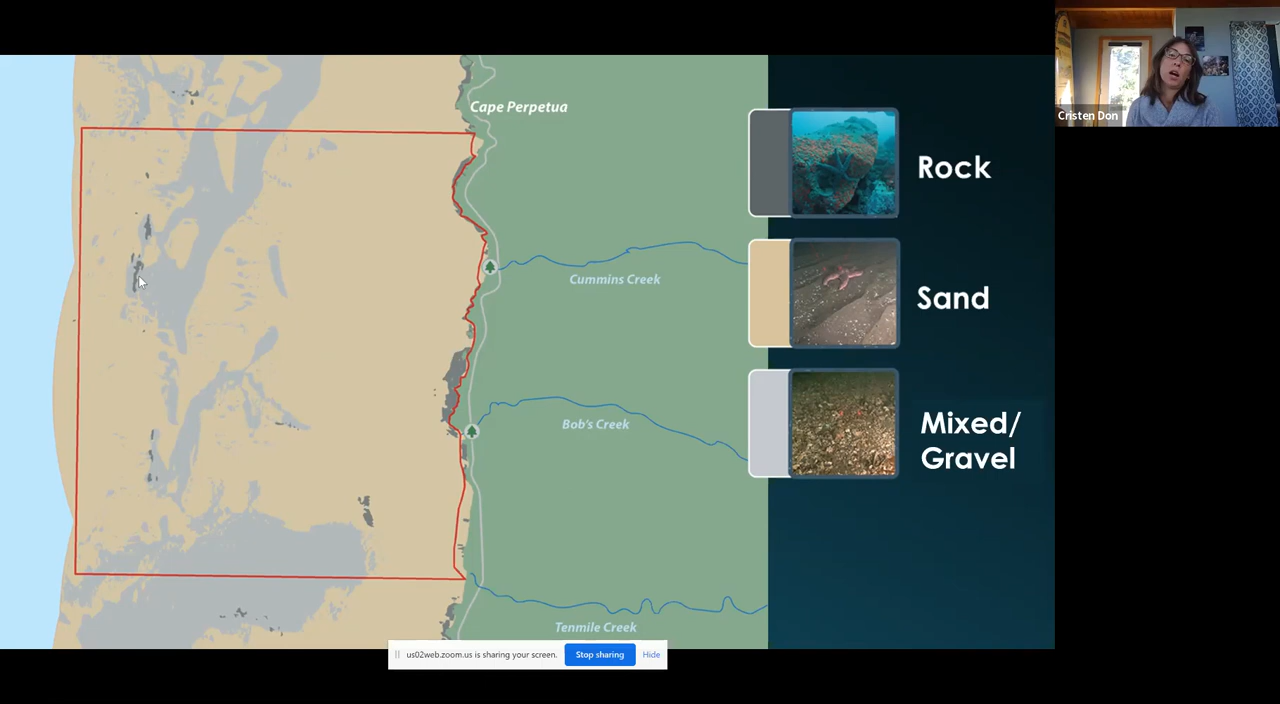 Cape Perpetua
Cristen Don
Rock
Cummins Creek
Sand
Bob's Creek
Mixed/
Gravel
Tenmile Creek
us02web.zoom.us is sharing your screen.
Stop sharing
Hide